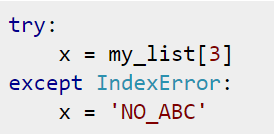 try:
    x = my_list[3]
except IndexError:
    x = 'NO_ABC'